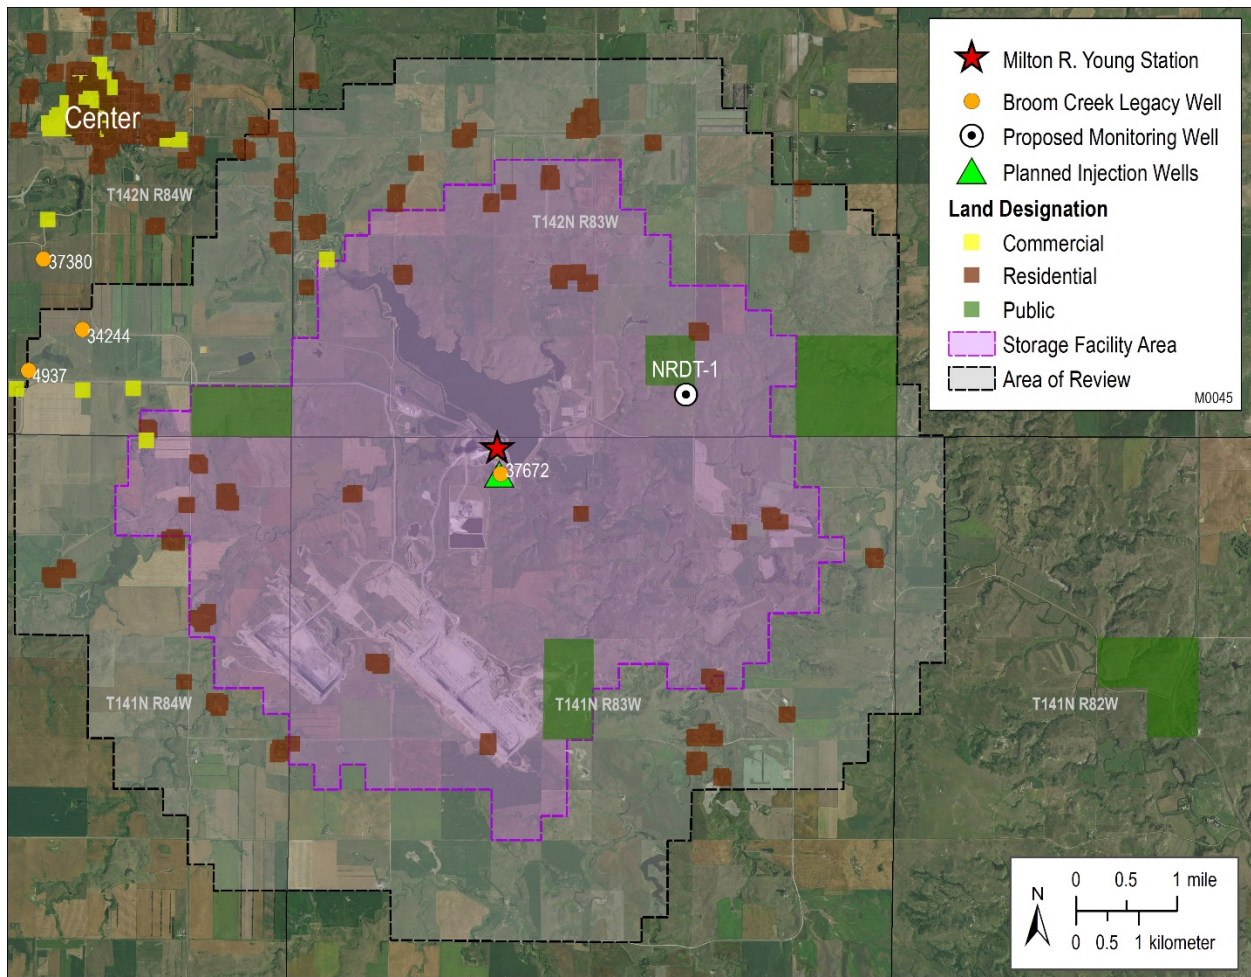 Center
T142N R84W
T142N R83W
37380
34244
4937
NRDT-1
37672
T141N R84W
T141N R83W
T141N R82W
Milton R. Young Station
Broom Creek Legacy Well
Proposed Monitoring Well
Planned Injection Wells
Land Designation
Commercial
Residential
Public
Storage Facility Area
Area of Review
M0045
N
0 0.5 1 mile
0 0.5 1 kilometer